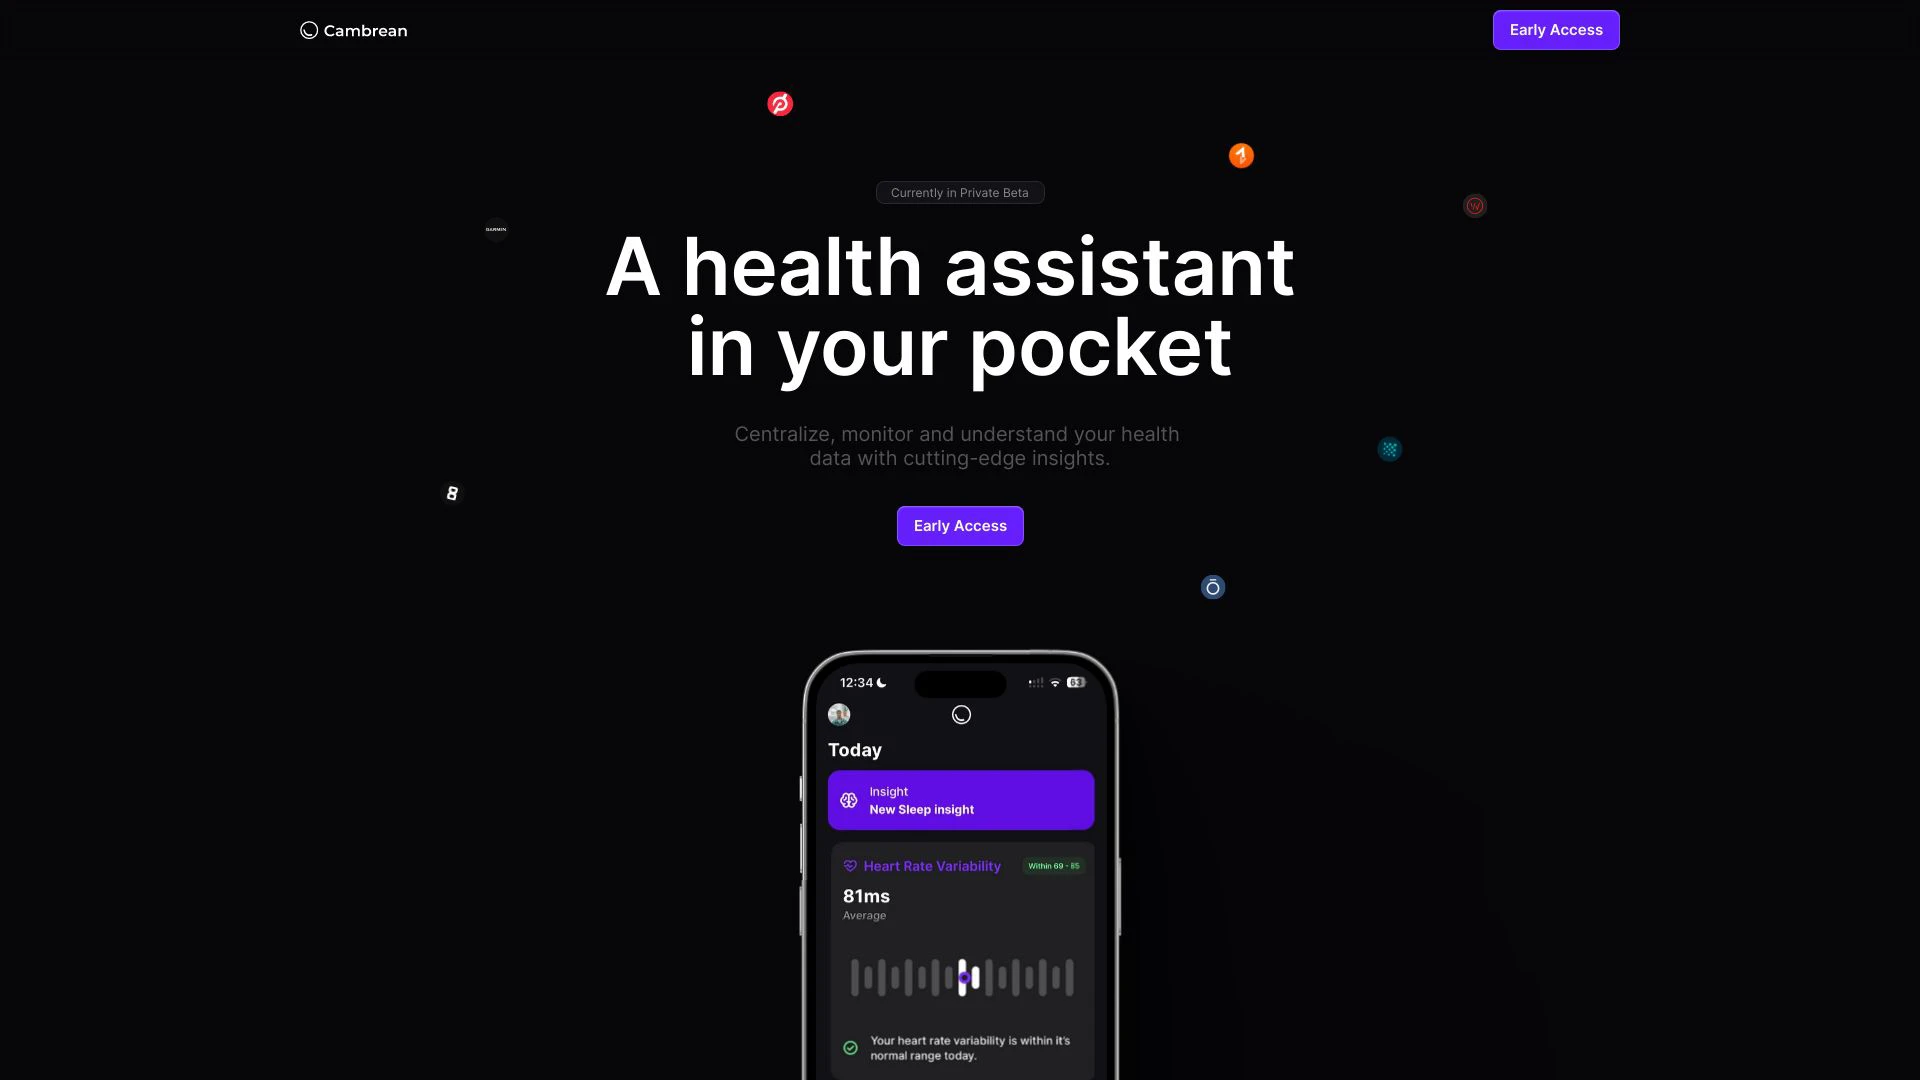 Cambrean
Early Access
Currently in Private Beta
GARMIN
A health assistant
in your pocket
Centralize, monitor and understand your health
data with cutting-edge insights.
8
Early Access
12:34
63
Today
Insight
New Sleep insight
Heart Rate Variability
Within 69 - 85
81ms
Average
Your heart rate variability is within it's
normal range today.